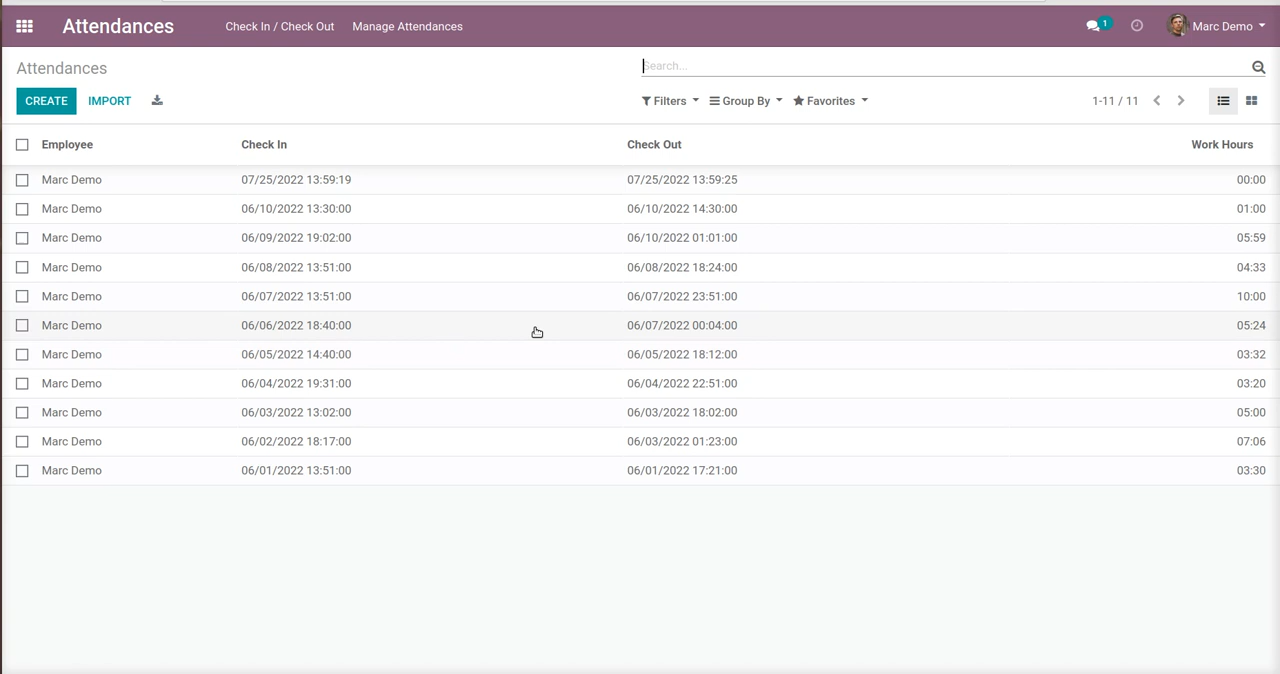 Attendances Check In / Check Out Manage Attendances 1 Marc Demo
Attendances Search...
CREATE IMPORT Filters Group By Favorites 1-11 / 11
Employee Check In Check Out Work Hours
Marc Demo 07/25/2022 13:59:19 07/25/2022 13:59:25 00:00
Marc Demo 06/10/2022 13:30:00 06/10/2022 14:30:00 01:00
Marc Demo 06/09/2022 19:02:00 06/10/2022 01:01:00 05:59
Marc Demo 06/08/2022 13:51:00 06/08/2022 18:24:00 04:33
Marc Demo 06/07/2022 13:51:00 06/07/2022 23:51:00 10:00
Marc Demo 06/06/2022 18:40:00 06/07/2022 00:04:00 05:24
Marc Demo 06/05/2022 14:40:00 06/05/2022 18:12:00 03:32
Marc Demo 06/04/2022 19:31:00 06/04/2022 22:51:00 03:20
Marc Demo 06/03/2022 13:02:00 06/03/2022 18:02:00 05:00
Marc Demo 06/02/2022 18:17:00 06/03/2022 01:23:00 07:06
Marc Demo 06/01/2022 13:51:00 06/01/2022 17:21:00 03:30